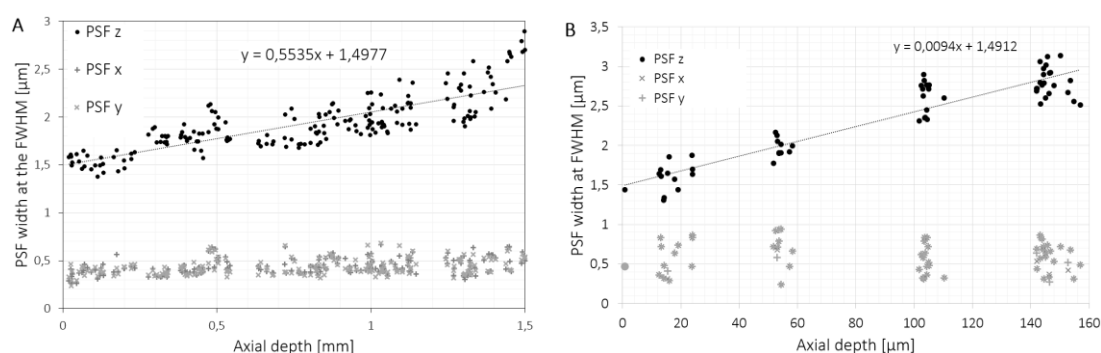 A
PSF z
PSF x
PSF y
y = 0,5535x + 1,4977
PSF width at the FWHM [µm]
3
2,5
2
1,5
1
0,5
0
0
0,5
1
1,5
Axial depth [mm]
B
PSF z
PSF x
PSF y
y = 0,0094x + 1,4912
PSF width at FWHM [µm]
3,5
3
2,5
2
1,5
1
0,5
0
0
20
40
60
80
100
120
140
160
Axial depth [µm]